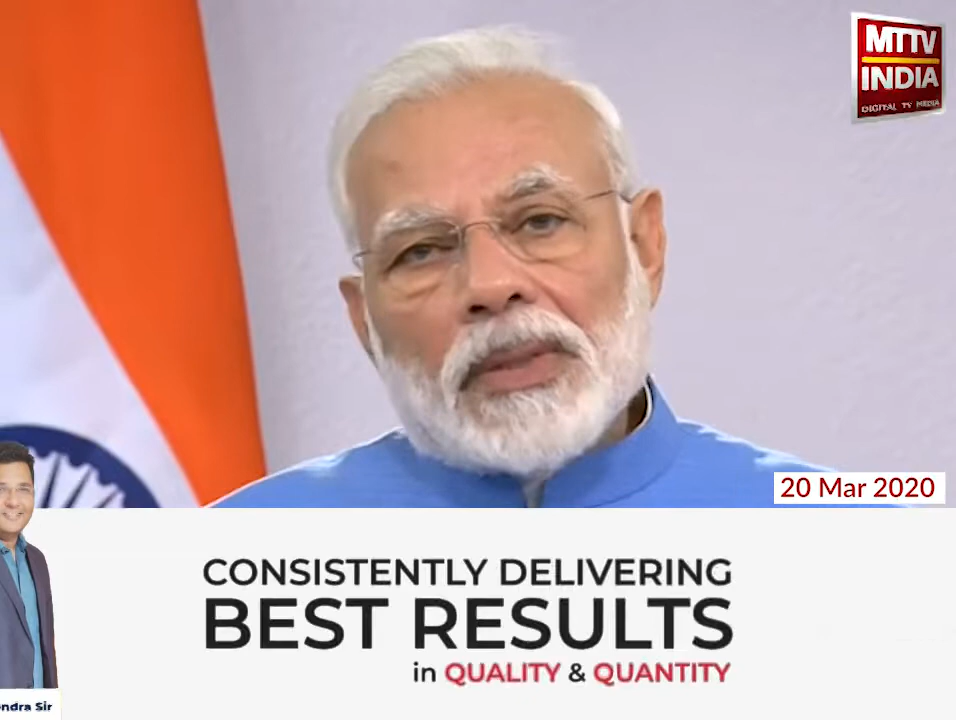 MTTV
INDIA
DIGITAL TV MEDIA
20 Mar 2020
CONSISTENTLY DELIVERING
BEST RESULTS
in QUALITY & QUANTITY
ndra Sir